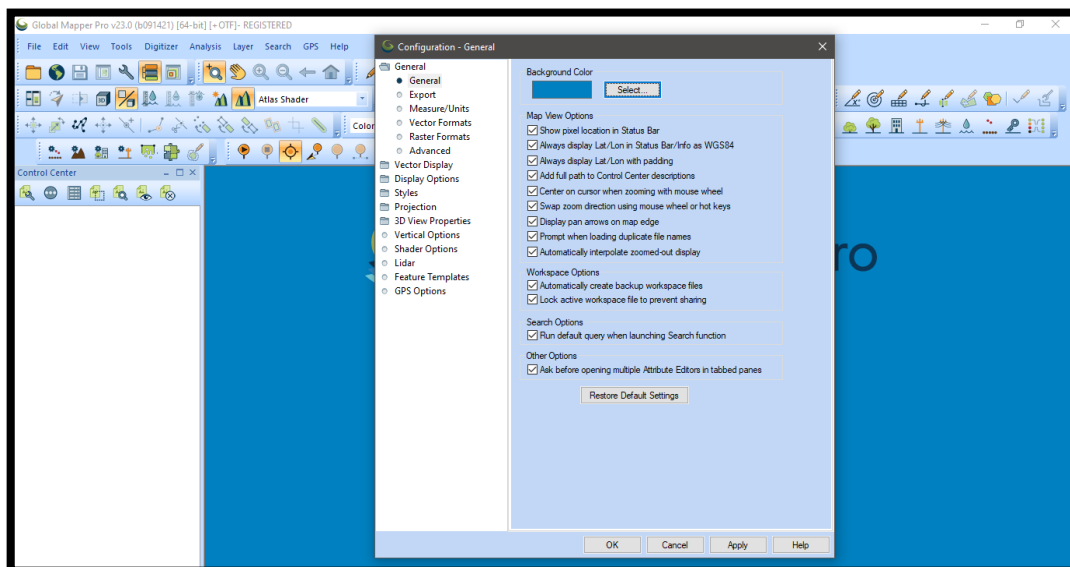 Global Mapper Pro v23.0 (b091421) [64-bit] [+OTF]- REGISTERED
File Edit View Tools Digitizer Analysis Layer Search GPS Help
Atlas Shader
Color
Control Center
ro
Configuration - General
General
General
Export
Measure/Units
Vector Formats
Raster Formats
Advanced
Vector Display
Display Options
Styles
Projection
3D View Properties
Vertical Options
Shader Options
Lidar
Feature Templates
GPS Options
Background Color
Select...
Map View Options
Show pixel location in Status Bar
Always display Lat/Lon in Status Bar/Info as WGS84
Always display Lat/Lon with padding
Add full path to Control Center descriptions
Center on cursor when zooming with mouse wheel
Swap zoom direction using mouse wheel or hot keys
Display pan arrows on map edge
Prompt when loading duplicate file names
Automatically interpolate zoomed-out display
Workspace Options
Automatically create backup workspace files
Lock active workspace file to prevent sharing
Search Options
Run default query when launching Search function
Other Options
Ask before opening multiple Attribute Editors in tabbed panes
Restore Default Settings
OK Cancel Apply Help